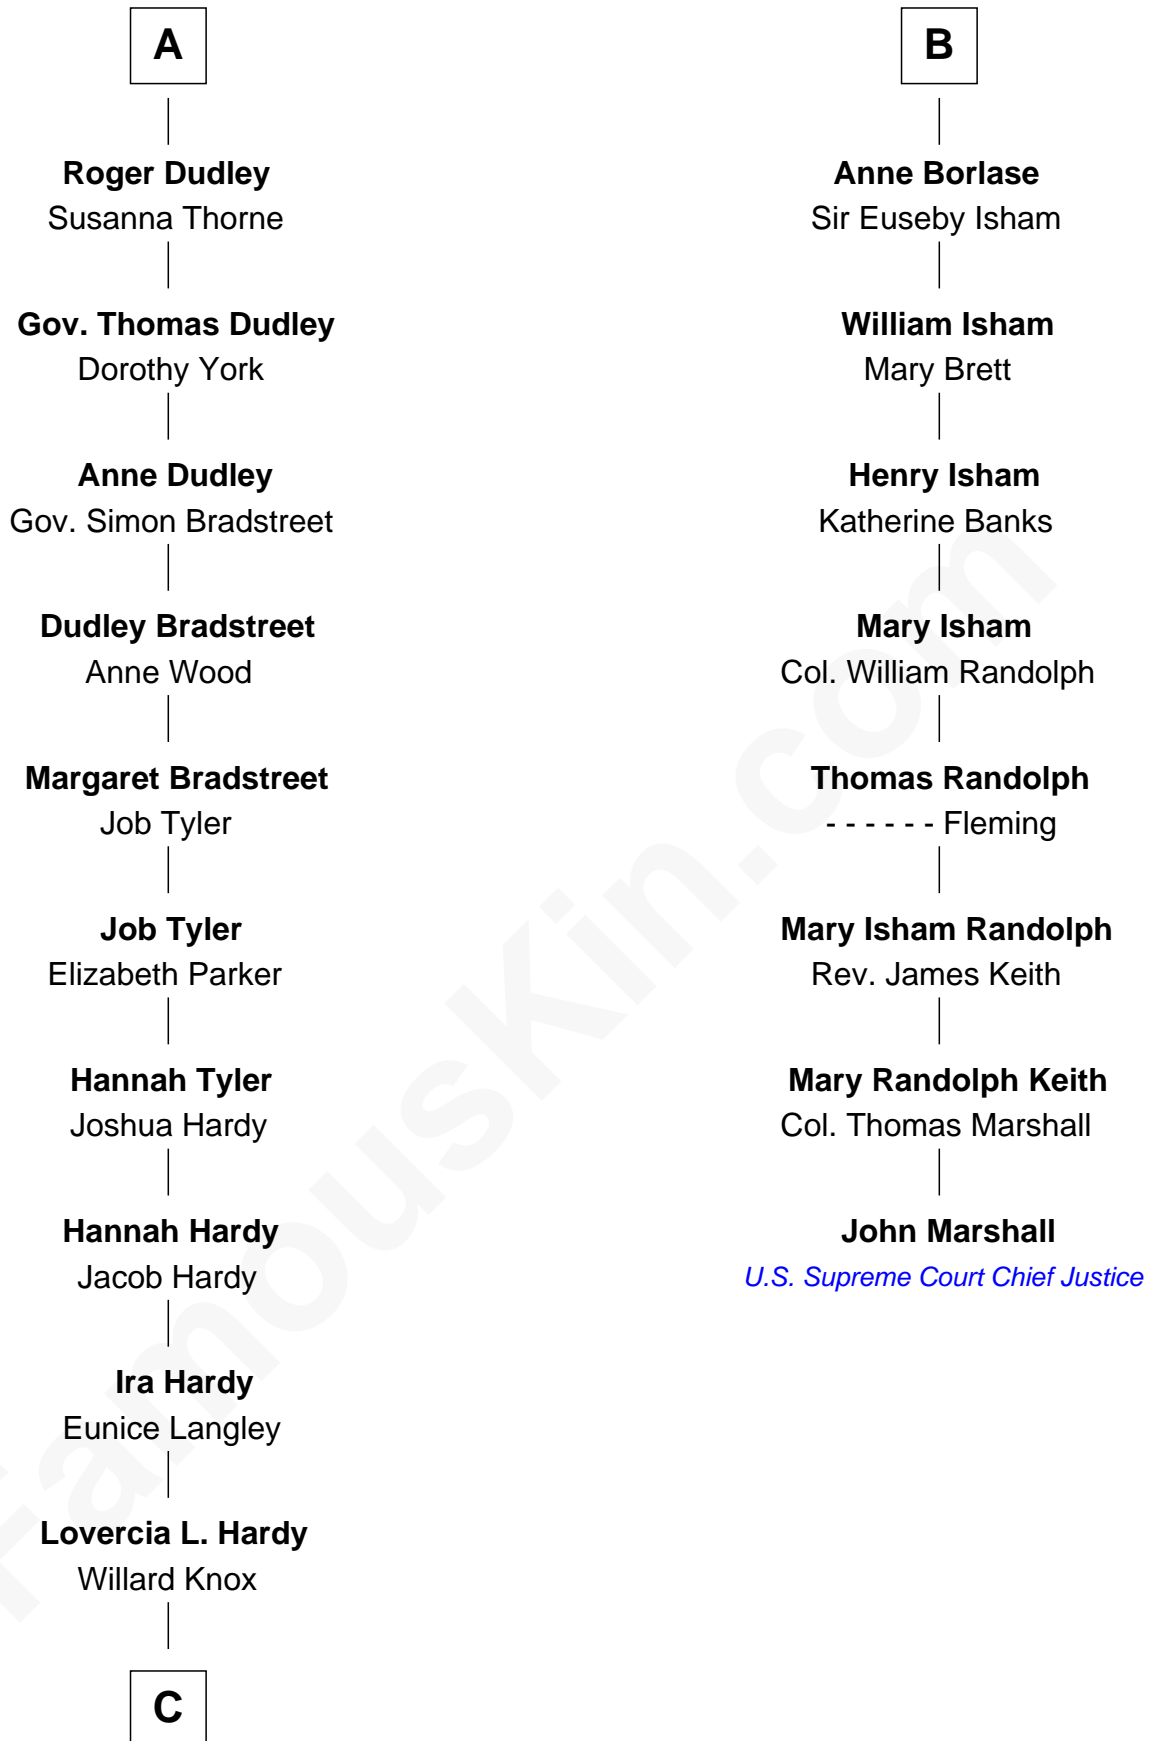 A
Roger Dudley
Susanna Thorne
Gov. Thomas Dudley
Dorothy York
Anne Dudley
Gov. Simon Bradstreet
Dudley Bradstreet
Anne Wood
Margaret Bradstreet
Job Tyler
Job Tyler
Elizabeth Parker
Hannah Tyler
Joshua Hardy
Hannah Hardy
Jacob Hardy
Ira Hardy
Eunice Langley
Lovercia L. Hardy
Willard Knox
C
B
Anne Borlase
Sir Euseby Isham
William Isham
Mary Brett
Henry Isham
Katherine Banks
Mary Isham
Col. William Randolph
Thomas Randolph
- - - - - - Fleming
Mary Isham Randolph
Rev. James Keith
Mary Randolph Keith
Col. Thomas Marshall
John Marshall
U.S. Supreme Court Chief Justice
FamousKin.com